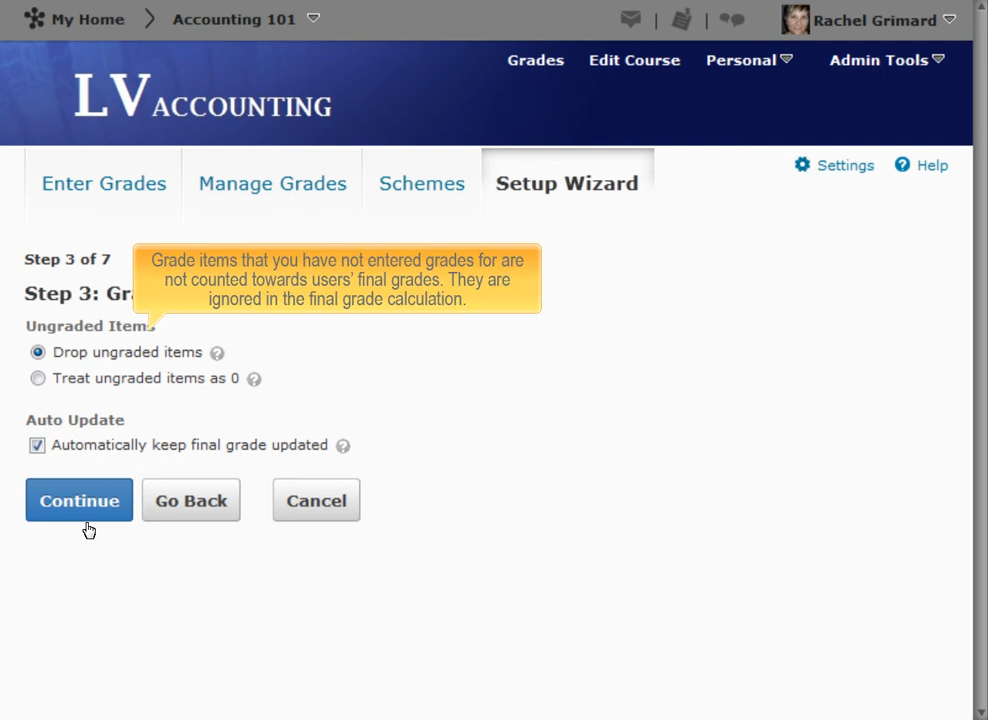 My Home Accounting 101 Rachel Grimard
Grades Edit Course Personal Admin Tools
LV ACCOUNTING
Enter Grades Manage Grades Schemes Setup Wizard Settings Help
Step 3 of 7
Grade items that you have not entered grades for are
not counted towards users' final grades. They are
ignored in the final grade calculation.
Step 3:
Ungraded Items
Drop ungraded items
Treat ungraded items as 0
Auto Update
Automatically keep final grade updated
Continue Go Back Cancel